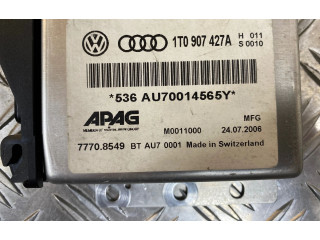 1T0 907 427A H 011
S 0010
*536 AU70014565Y*
APAG
MFG
M0011000 24.07.2006
7770.8549 BT AU7 0001 Made in Switzerland